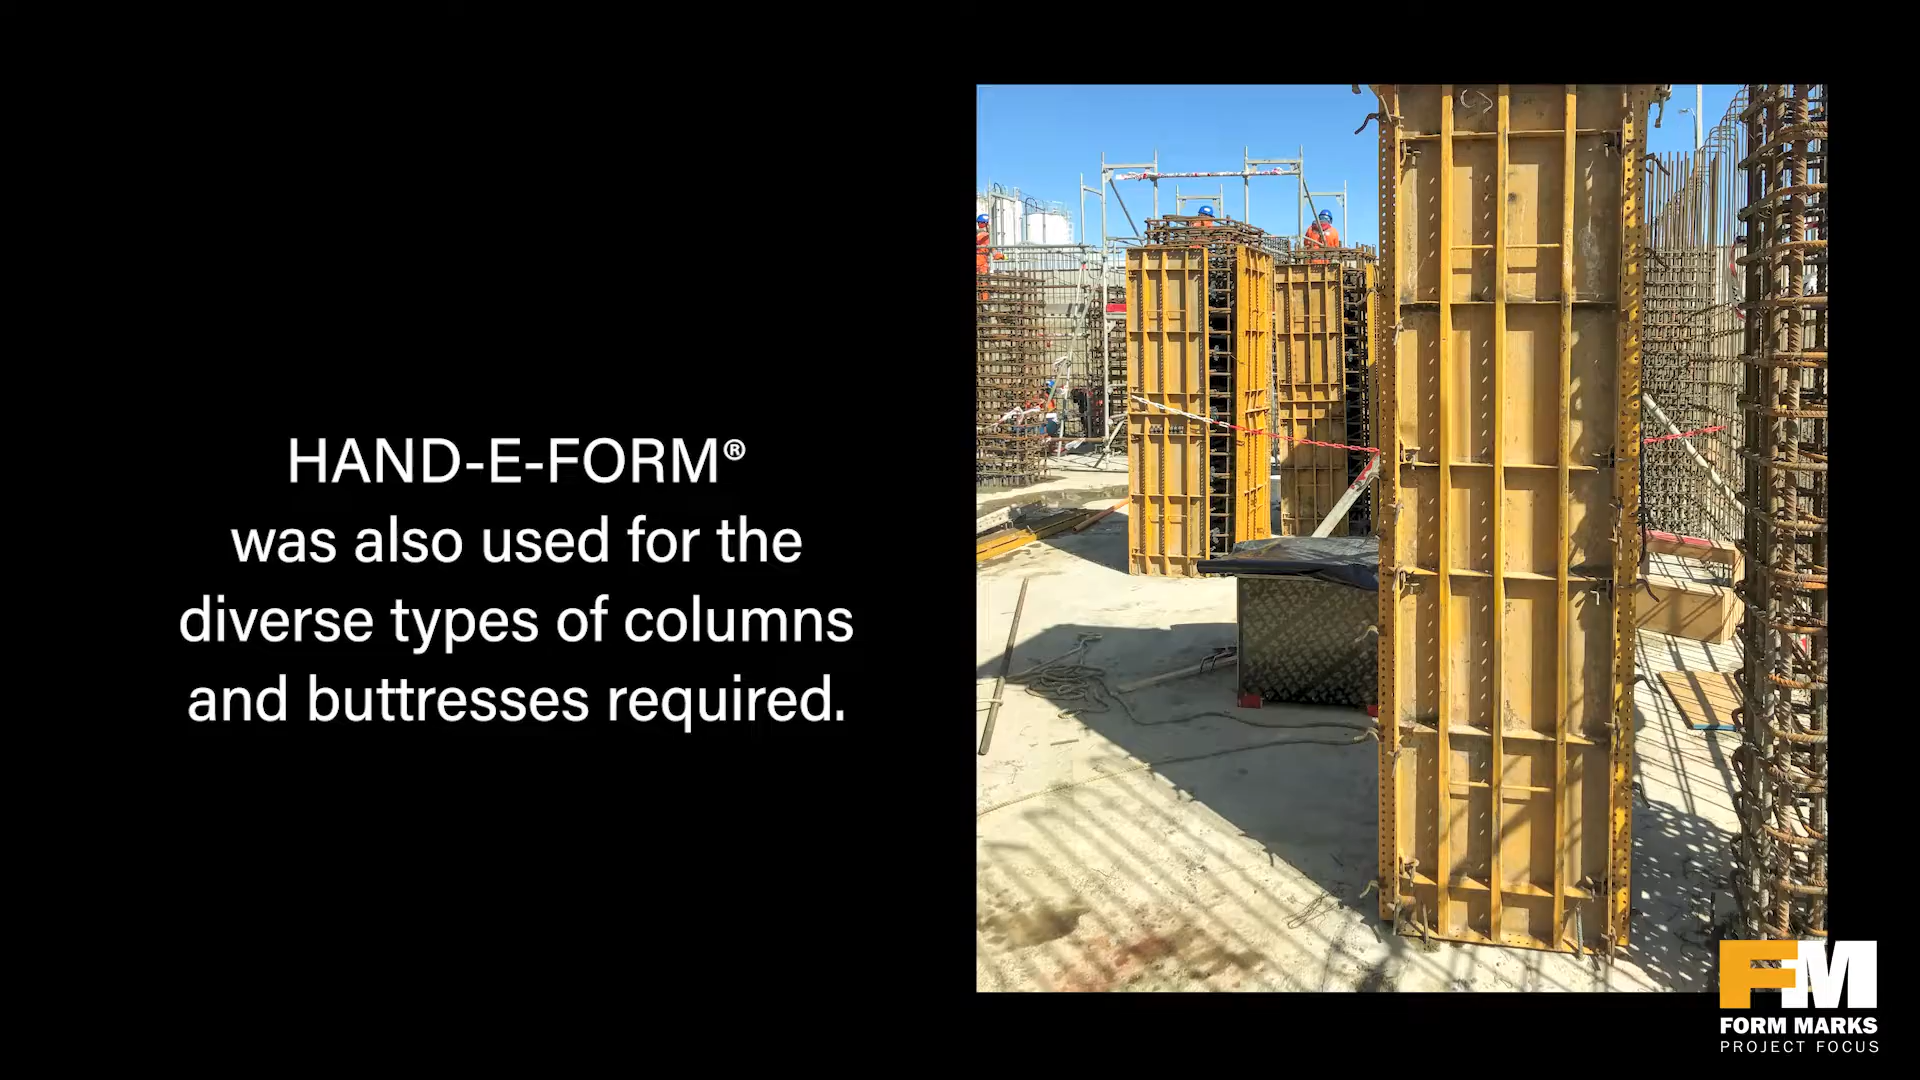 HAND-E-FORM®
was also used for the
diverse types of columns
and buttresses required.
FM
FORM MARKS
PROJECT FOCUS